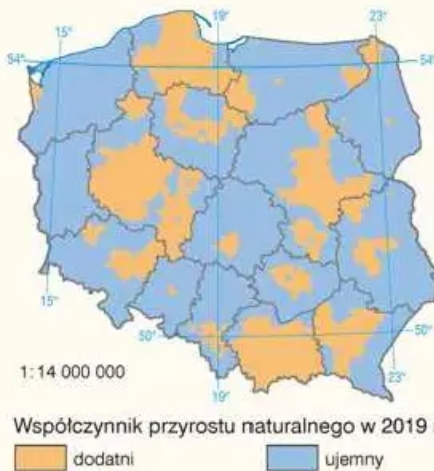 15° 19° 23°
54° 54°
15° 50° 50°
1:14 000 000
19° 23°
Współczynnik przyrostu naturalnego w 2019
dodatni ujemny